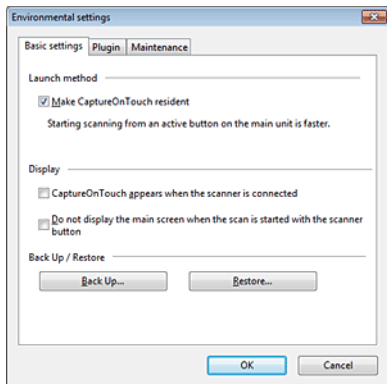 Environmental settings
Basic settings Plugin Maintenance
Launch method
Make CaptureOnTouch resident
Starting scanning from an active button on the main unit is faster.
Display
CaptureOnTouch appears when the scanner is connected
Do not display the main screen when the scan is started with the scanner
button
Back Up / Restore
Back Up... Restore...
OK Cancel